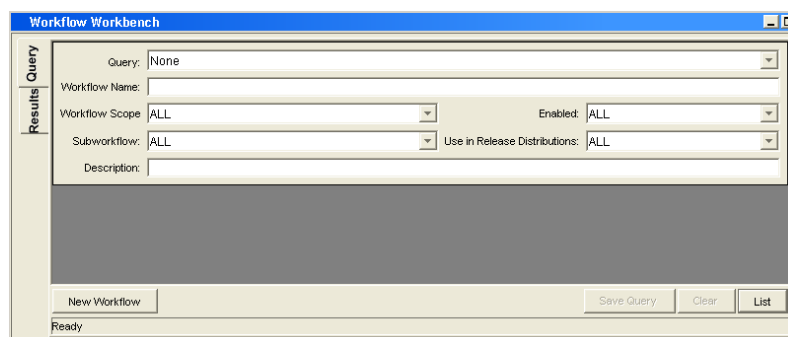 Workflow Workbench
Query
Results
Query: None
Workflow Name:
Workflow Scope ALL Enabled: ALL
Subworkflow: ALL Use in Release Distributions: ALL
Description:
New Workflow Save Query Clear List
Ready